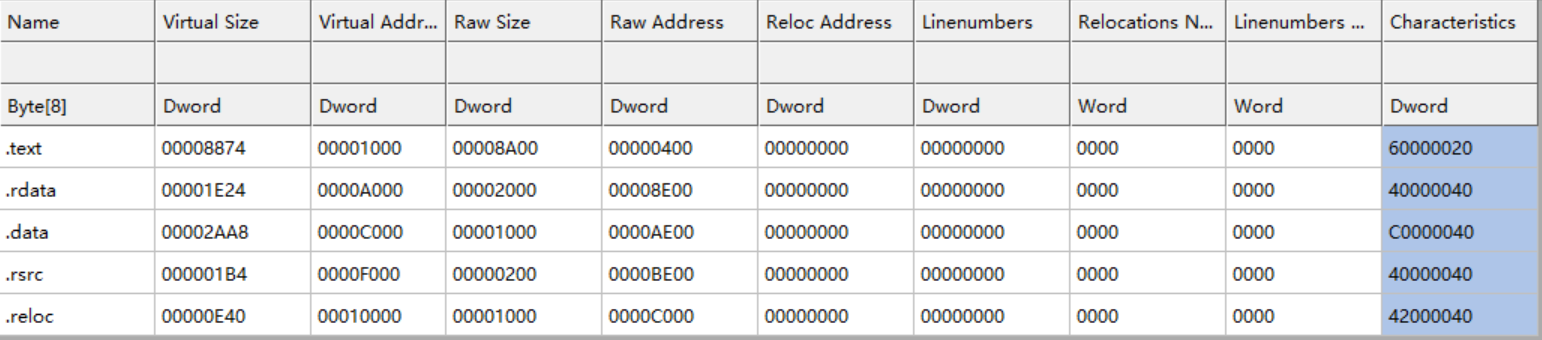 Name Virtual Size Virtual Addr... Raw Size Raw Address Reloc Address Linenumbers Relocations N... Linenumbers ... Characteristics
Byte[8] Dword Dword Dword Dword Dword Dword Word Word Dword
.text 00008874 00001000 00008A00 00000400 00000000 00000000 0000 0000 60000020
.rdata 00001E24 0000A000 00002000 00008E00 00000000 00000000 0000 0000 40000040
.data 00002AA8 0000C000 00001000 0000AE00 00000000 00000000 0000 0000 C0000040
.rsrc 000001B4 0000F000 00000200 0000BE00 00000000 00000000 0000 0000 40000040
.reloc 00000E40 00010000 00001000 0000C000 00000000 00000000 0000 0000 42000040